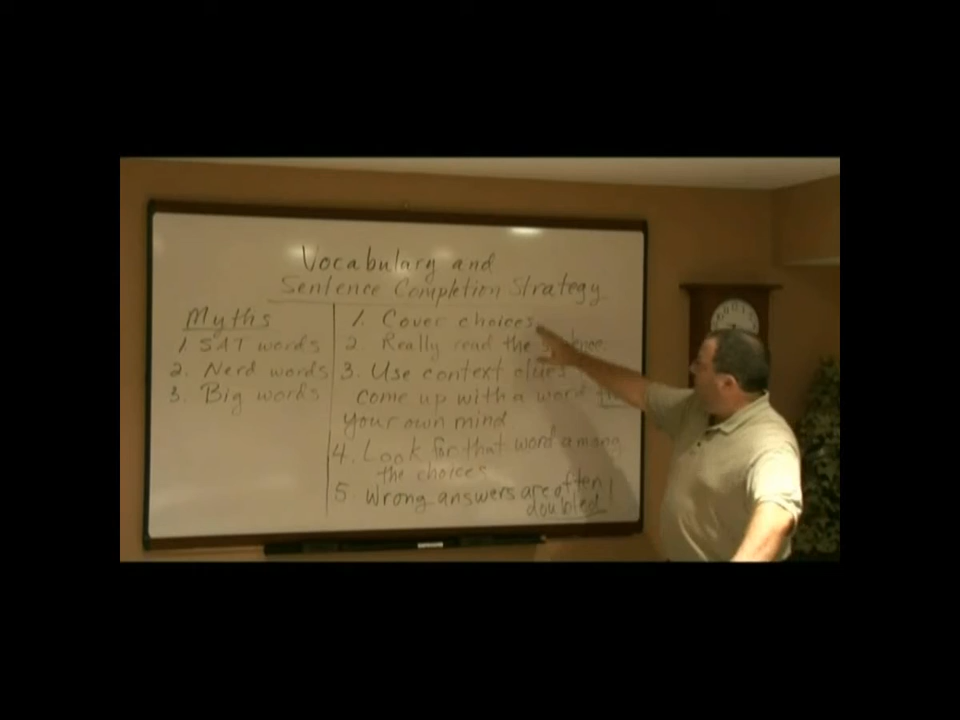 Vocabulary and
Sentence Completion Strategy
Myths
1. SAT words
2. Nerd words
3. Big words
1. Cover choices
2. Really read the
3. Use context clues
come up with a word
your own mind
4. Look for that word among
the choices
5 Wrong answers are often
doubled!